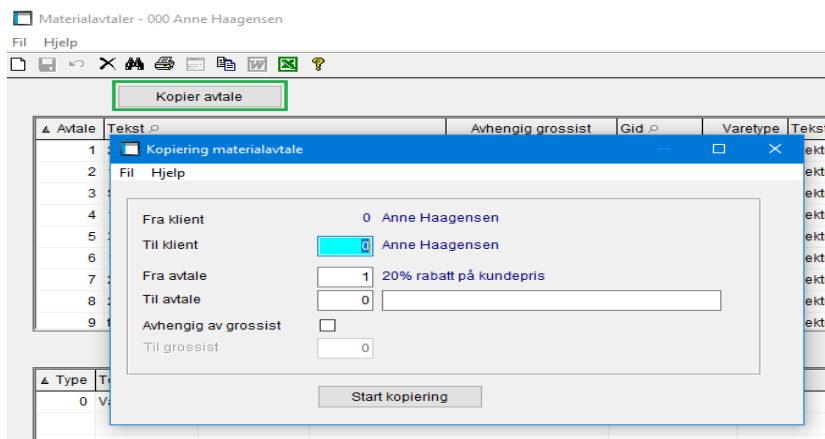 Materialavtaler - 000 Anne Haagensen
Fil Hjelp
Kopier avtale
Avtale Tekst Avhengig grossist Gid Varetype Tekst
1
2
3
4
5
6
7
8
9
Kopiering materialavtale
Fil Hjelp
Fra klient 0 Anne Haagensen
Til klient 0 Anne Haagensen
Fra avtale 1 20% rabatt på kundepris
Til avtale 0
Avhengig av grossist
Til grossist 0
Start kopiering
Type
0